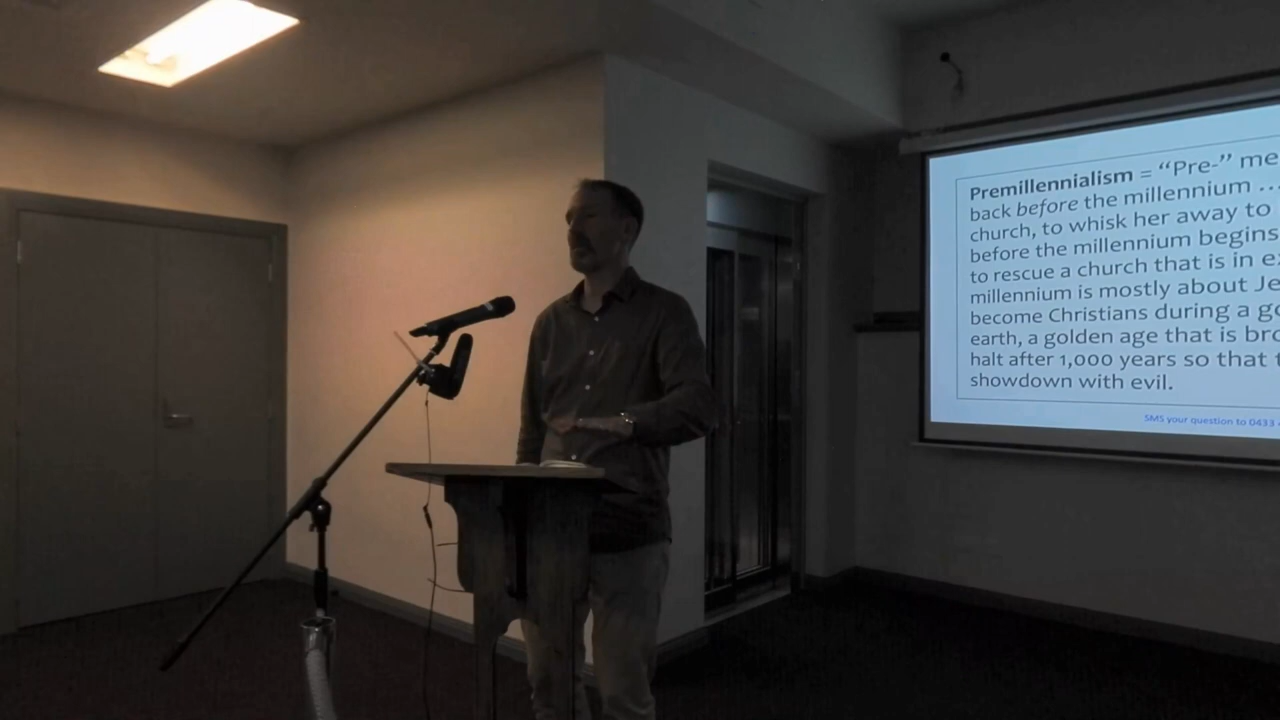 Premillennialism = “Pre-” me
back before the millennium ...
church, to whisk her away to
before the millennium begins
to rescue a church that is in e
millennium is mostly about Je
become Christians during a go
earth, a golden age that is bro
halt after 1,000 years so that t
showdown with evil.
SMS your question to 0433